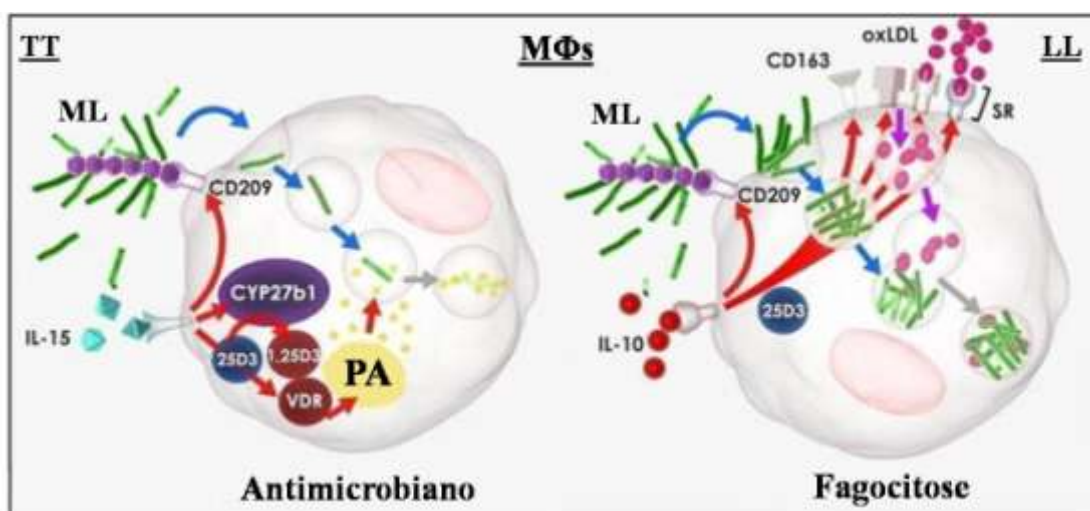 TT
MΦs
LL
oxLDL
CD163
SR
ML
CD209
CYP27b1
IL-15
25D3
1,25D3
VDR
PA
Antimicrobiano
ML
CD209
IL-10
25D3
Fagocitose